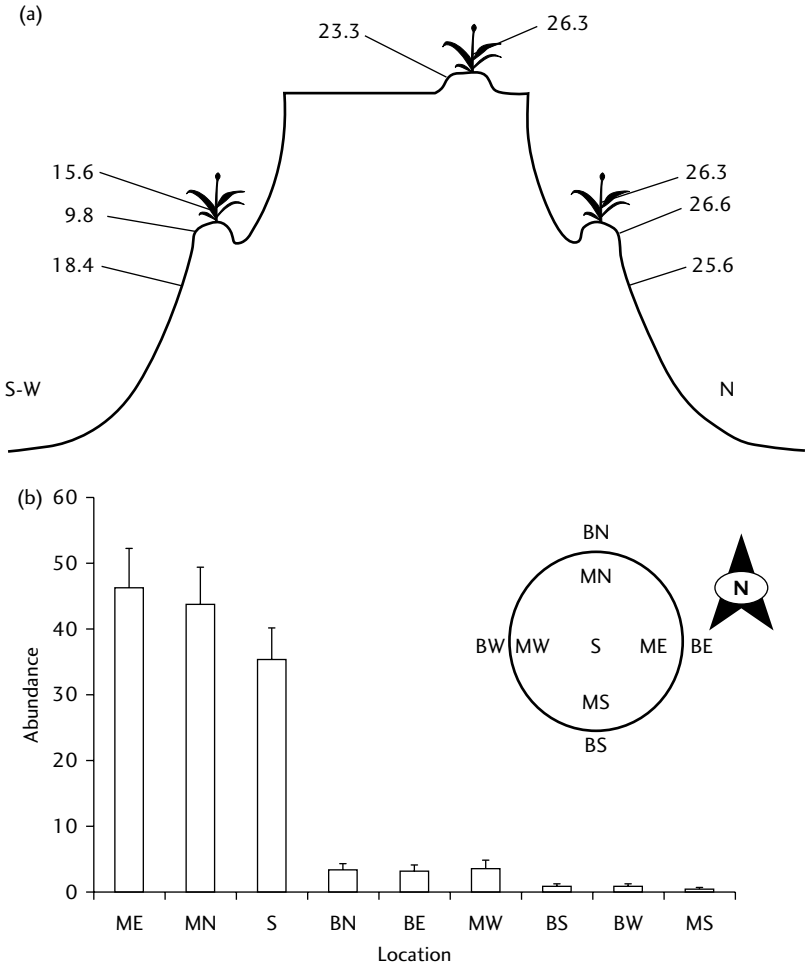 (a)
23.3
26.3
15.6
9.8
18.4
26.3
26.6
25.6
S-W
N
(b)
60
50
40
30
20
10
0
Abundance
ME MN S BN BE MW BS BW MS
Location
BN
MN
BW MW S ME BE
MS
BS
N